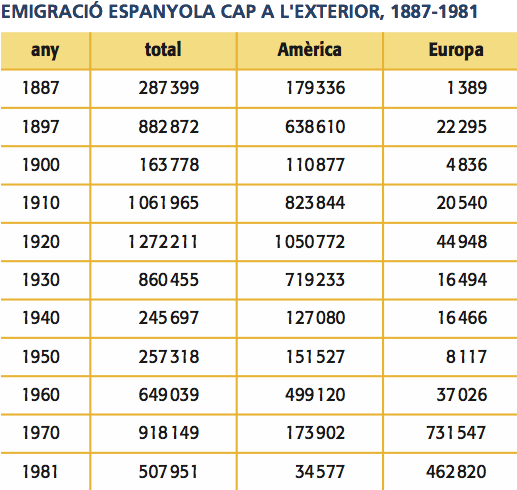 EMIGRACIÓ ESPANYOLA CAP A L'EXTERIOR, 1887-1981
any total Amèrica Europa
1887 287 399 179 336 1 389
1897 882 872 638 610 22 295
1900 163 778 110 877 4 836
1910 1 061 965 823 844 20 540
1920 1 272 211 1 050 772 44 948
1930 860 455 719 233 16 494
1940 245 697 127 080 16 466
1950 257 318 151 527 8 117
1960 649 039 499 120 37 026
1970 918 149 173 902 731 547
1981 507 951 34 577 462 820